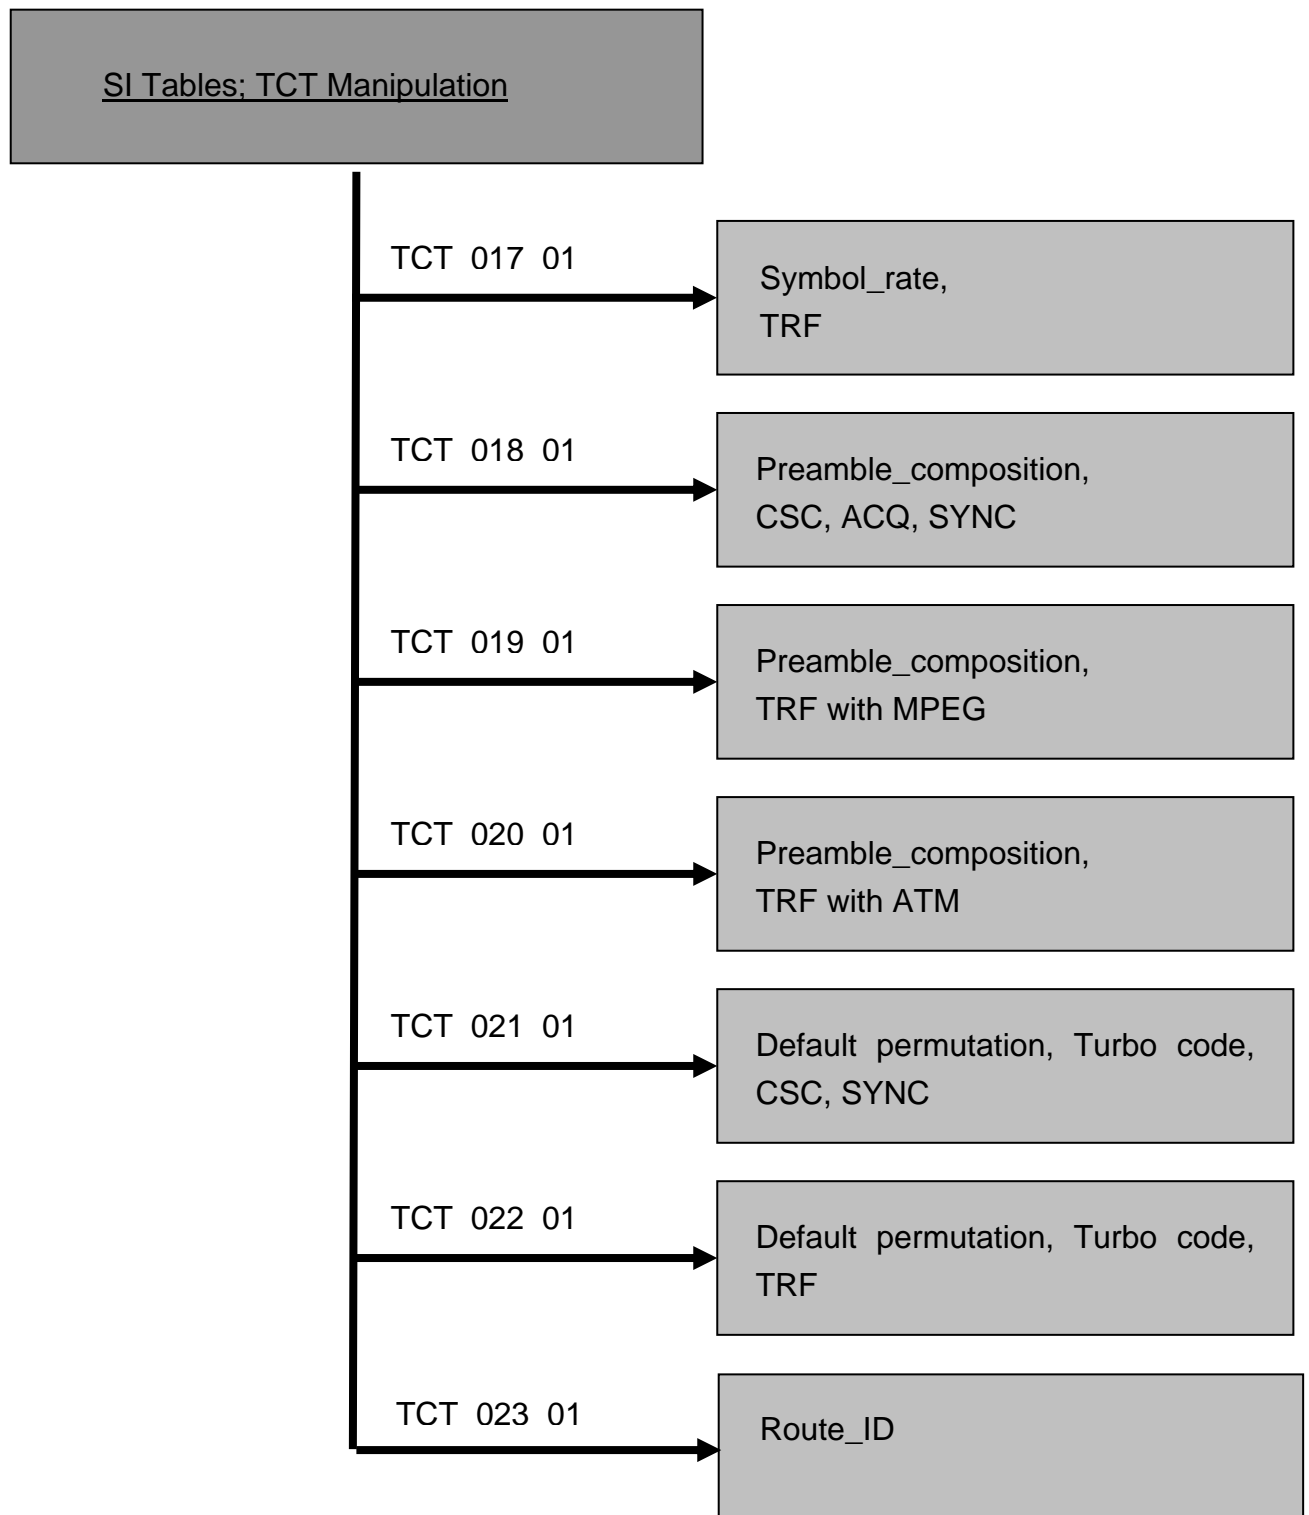 SI Tables; TCT Manipulation
TCT 017 01
Symbol_rate,
TRF
TCT 018 01
Preamble_composition,
CSC, ACQ, SYNC
TCT 019 01
Preamble_composition,
TRF with MPEG
TCT 020 01
Preamble_composition,
TRF with ATM
TCT 021 01
Default permutation, Turbo code,
CSC, SYNC
TCT 022 01
Default permutation, Turbo code,
TRF
TCT 023 01
Route_ID